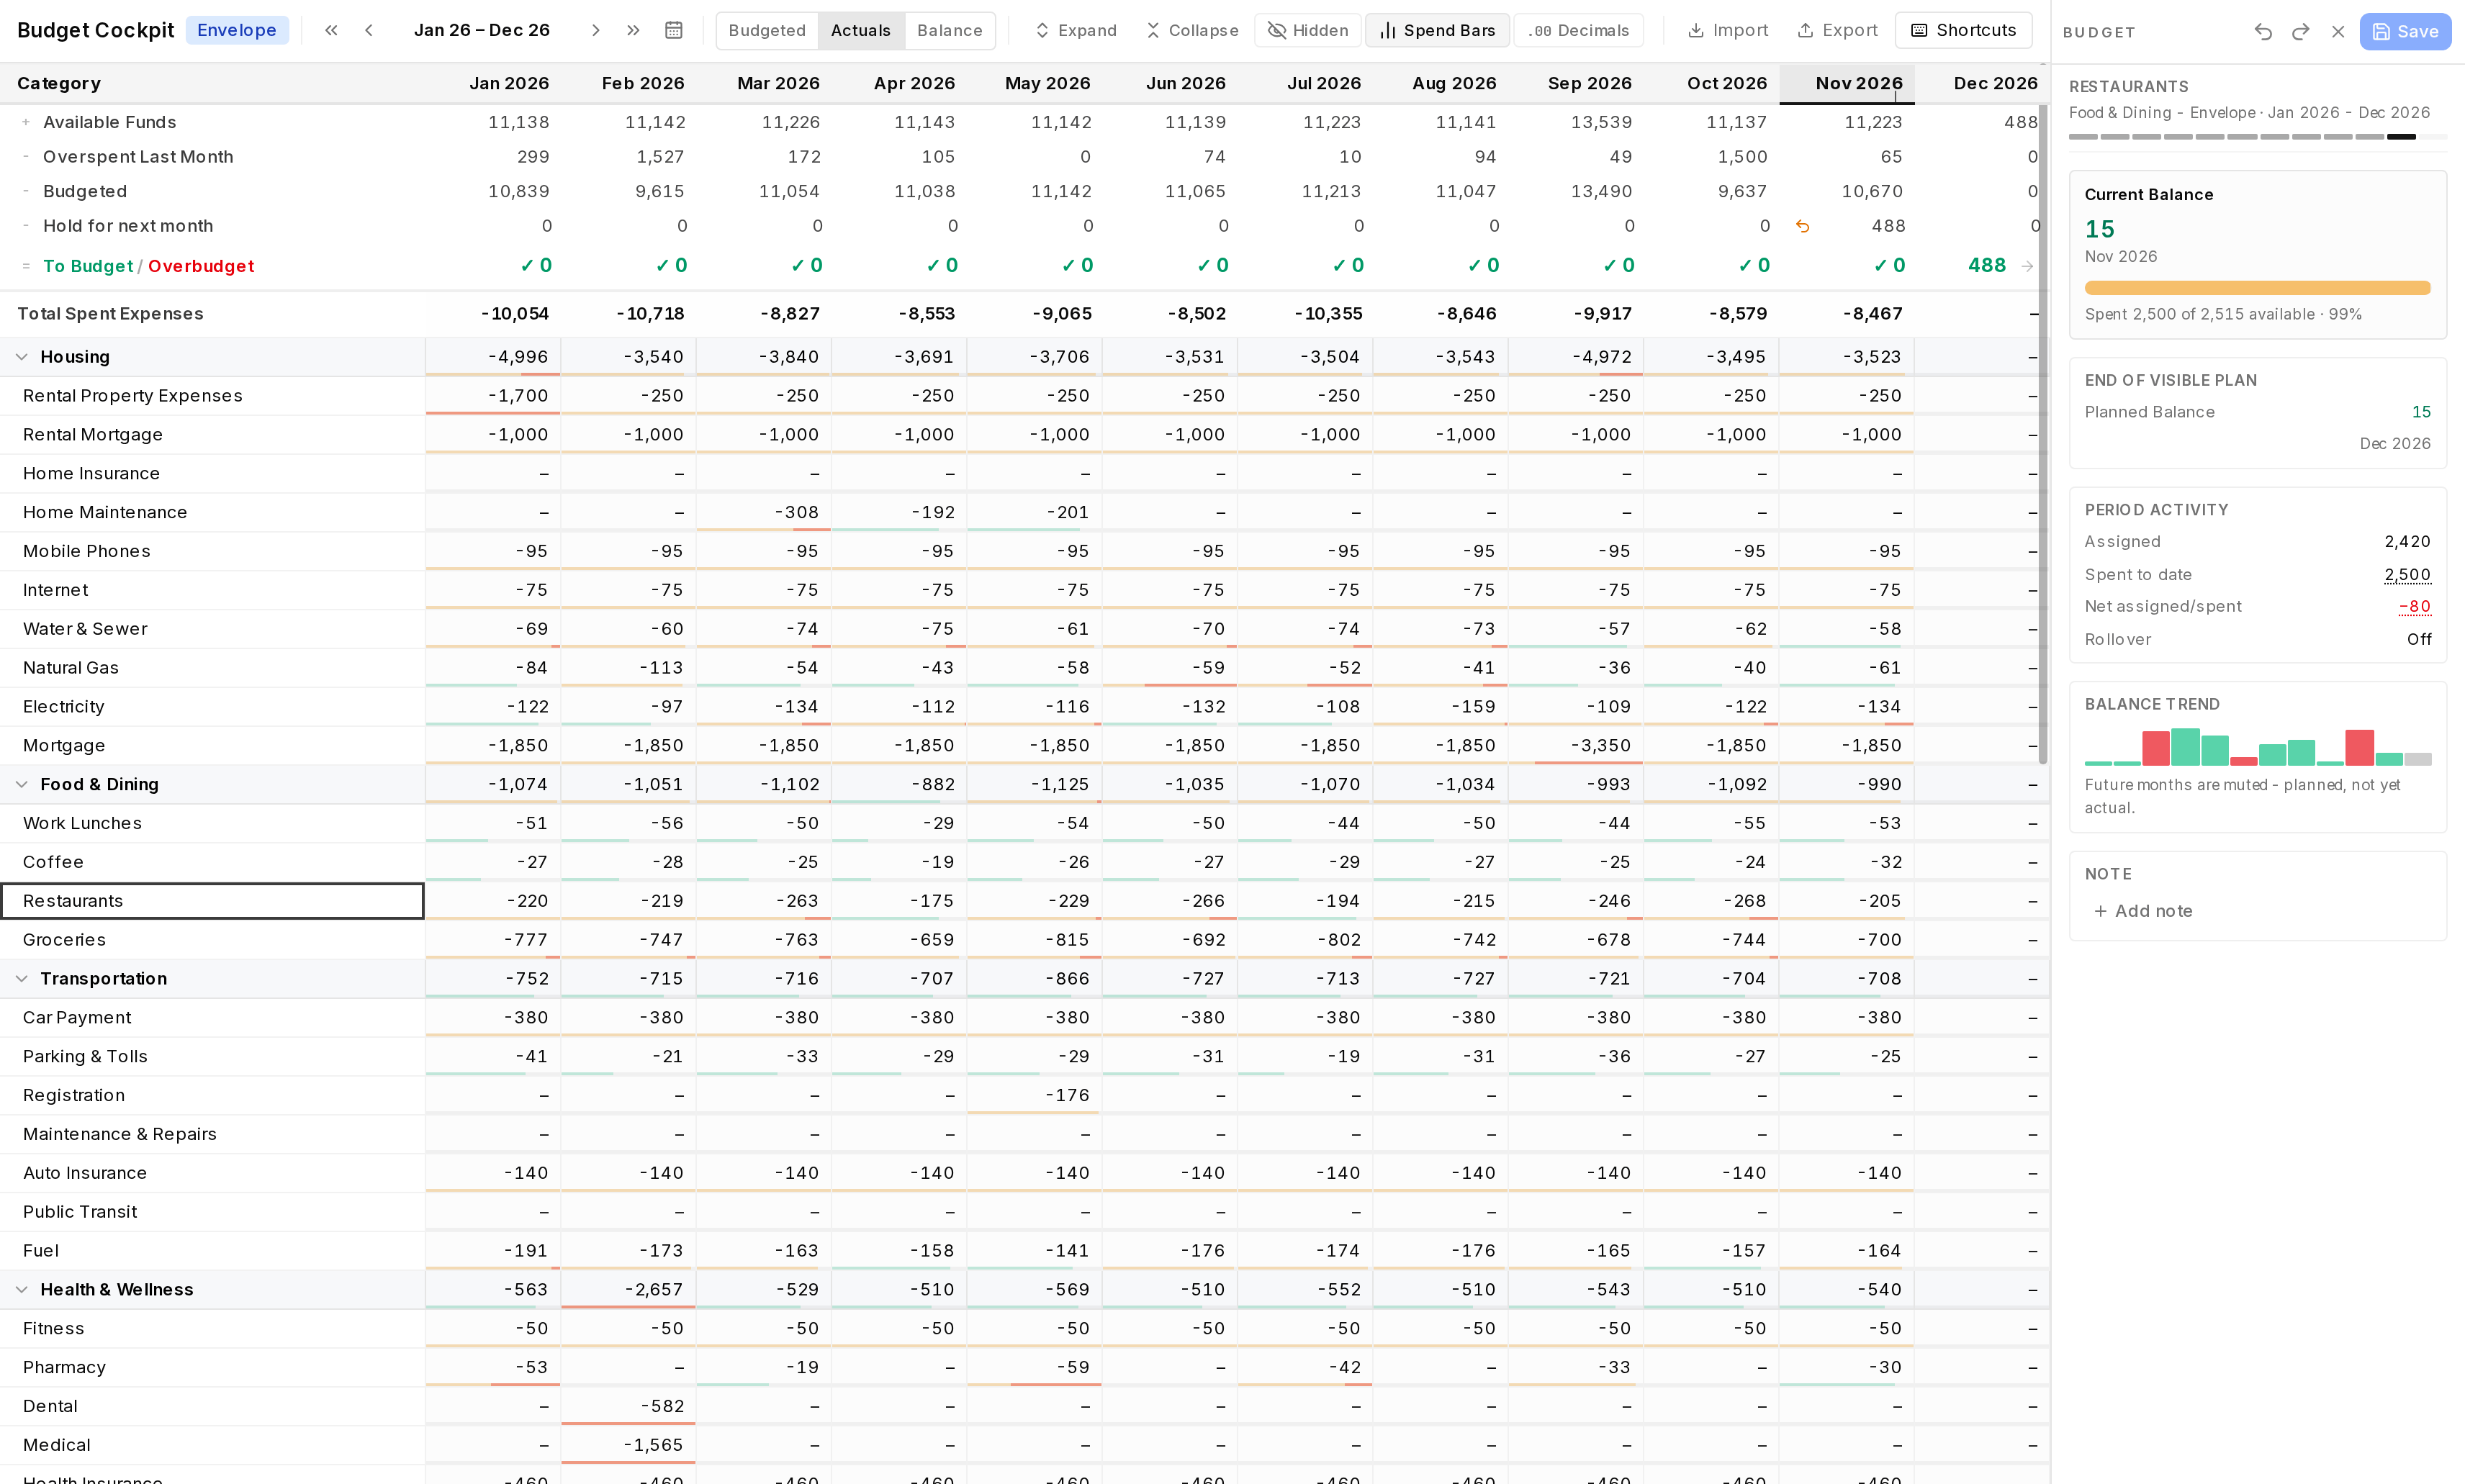 Budget Cockpit Envelope Jan 26 – Dec 26 Budgeted Actuals Balance Expand Collapse Hidden Spend Bars .00 Decimals Import Export Shortcuts
Category Jan 2026 Feb 2026 Mar 2026 Apr 2026 May 2026 Jun 2026 Jul 2026 Aug 2026 Sep 2026 Oct 2026 Nov 2026 Dec 2026
+ Available Funds 11,138 11,142 11,226 11,143 11,142 11,139 11,223 11,141 13,539 11,137 11,223 488
- Overspent Last Month 299 1,527 172 105 0 74 10 94 49 1,500 65 0
- Budgeted 10,839 9,615 11,054 11,038 11,142 11,065 11,213 11,047 13,490 9,637 10,670 0
- Hold for next month 0 0 0 0 0 0 0 0 0 0 488 0
= To Budget / Overbudget ✓ 0 ✓ 0 ✓ 0 ✓ 0 ✓ 0 ✓ 0 ✓ 0 ✓ 0 ✓ 0 ✓ 0 ✓ 0 488 →
Total Spent Expenses -10,054 -10,718 -8,827 -8,553 -9,065 -8,502 -10,355 -8,646 -9,917 -8,579 -8,467 –
Housing -4,996 -3,540 -3,840 -3,691 -3,706 -3,531 -3,504 -3,543 -4,972 -3,495 -3,523 –
Rental Property Expenses -1,700 -250 -250 -250 -250 -250 -250 -250 -250 -250 -250 –
Rental Mortgage -1,000 -1,000 -1,000 -1,000 -1,000 -1,000 -1,000 -1,000 -1,000 -1,000 -1,000 –
Home Insurance – – – – – – – – – – – –
Home Maintenance – – -308 -192 -201 – – – – – – –
Mobile Phones -95 -95 -95 -95 -95 -95 -95 -95 -95 -95 -95 –
Internet -75 -75 -75 -75 -75 -75 -75 -75 -75 -75 -75 –
Water & Sewer -69 -60 -74 -75 -61 -70 -74 -73 -57 -62 -58 –
Natural Gas -84 -113 -54 -43 -58 -59 -52 -41 -36 -40 -61 –
Electricity -122 -97 -134 -112 -116 -132 -108 -159 -109 -122 -134 –
Mortgage -1,850 -1,850 -1,850 -1,850 -1,850 -1,850 -1,850 -1,850 -3,350 -1,850 -1,850 –
Food & Dining -1,074 -1,051 -1,102 -882 -1,125 -1,035 -1,070 -1,034 -993 -1,092 -990 –
Work Lunches -51 -56 -50 -29 -54 -50 -44 -50 -44 -55 -53 –
Coffee -27 -28 -25 -19 -26 -27 -29 -27 -25 -24 -32 –
Restaurants -220 -219 -263 -175 -229 -266 -194 -215 -246 -268 -205 –
Groceries -777 -747 -763 -659 -815 -692 -802 -742 -678 -744 -700 –
Transportation -752 -715 -716 -707 -866 -727 -713 -727 -721 -704 -708 –
Car Payment -380 -380 -380 -380 -380 -380 -380 -380 -380 -380 -380 –
Parking & Tolls -41 -21 -33 -29 -29 -31 -19 -31 -36 -27 -25 –
Registration – – – – -176 – – – – – – –
Maintenance & Repairs – – – – – – – – – – – –
Auto Insurance -140 -140 -140 -140 -140 -140 -140 -140 -140 -140 -140 –
Public Transit – – – – – – – – – – – –
Fuel -191 -173 -163 -158 -141 -176 -174 -176 -165 -157 -164 –
Health & Wellness -563 -2,657 -529 -510 -569 -510 -552 -510 -543 -510 -540 –
Fitness -50 -50 -50 -50 -50 -50 -50 -50 -50 -50 -50 –
Pharmacy -53 – -19 – -59 – -42 – -33 – -30 –
Dental – -582 – – – – – – – – – –
Medical – -1,565 – – – – – – – – – –
Health Insurance -460 -460 -460 -460 -460 -460 -460 -460 -460 -460 -460 –
BUDGET Save
RESTAURANTS
Food & Dining - Envelope · Jan 2026 - Dec 2026
Current Balance
15
Nov 2026
Spent 2,500 of 2,515 available · 99%
END OF VISIBLE PLAN
Planned Balance 15
Dec 2026
PERIOD ACTIVITY
Assigned 2,420
Spent to date 2,500
Net assigned/spent −80
Rollover Off
BALANCE TREND
Future months are muted - planned, not yet
actual.
NOTE
+ Add note